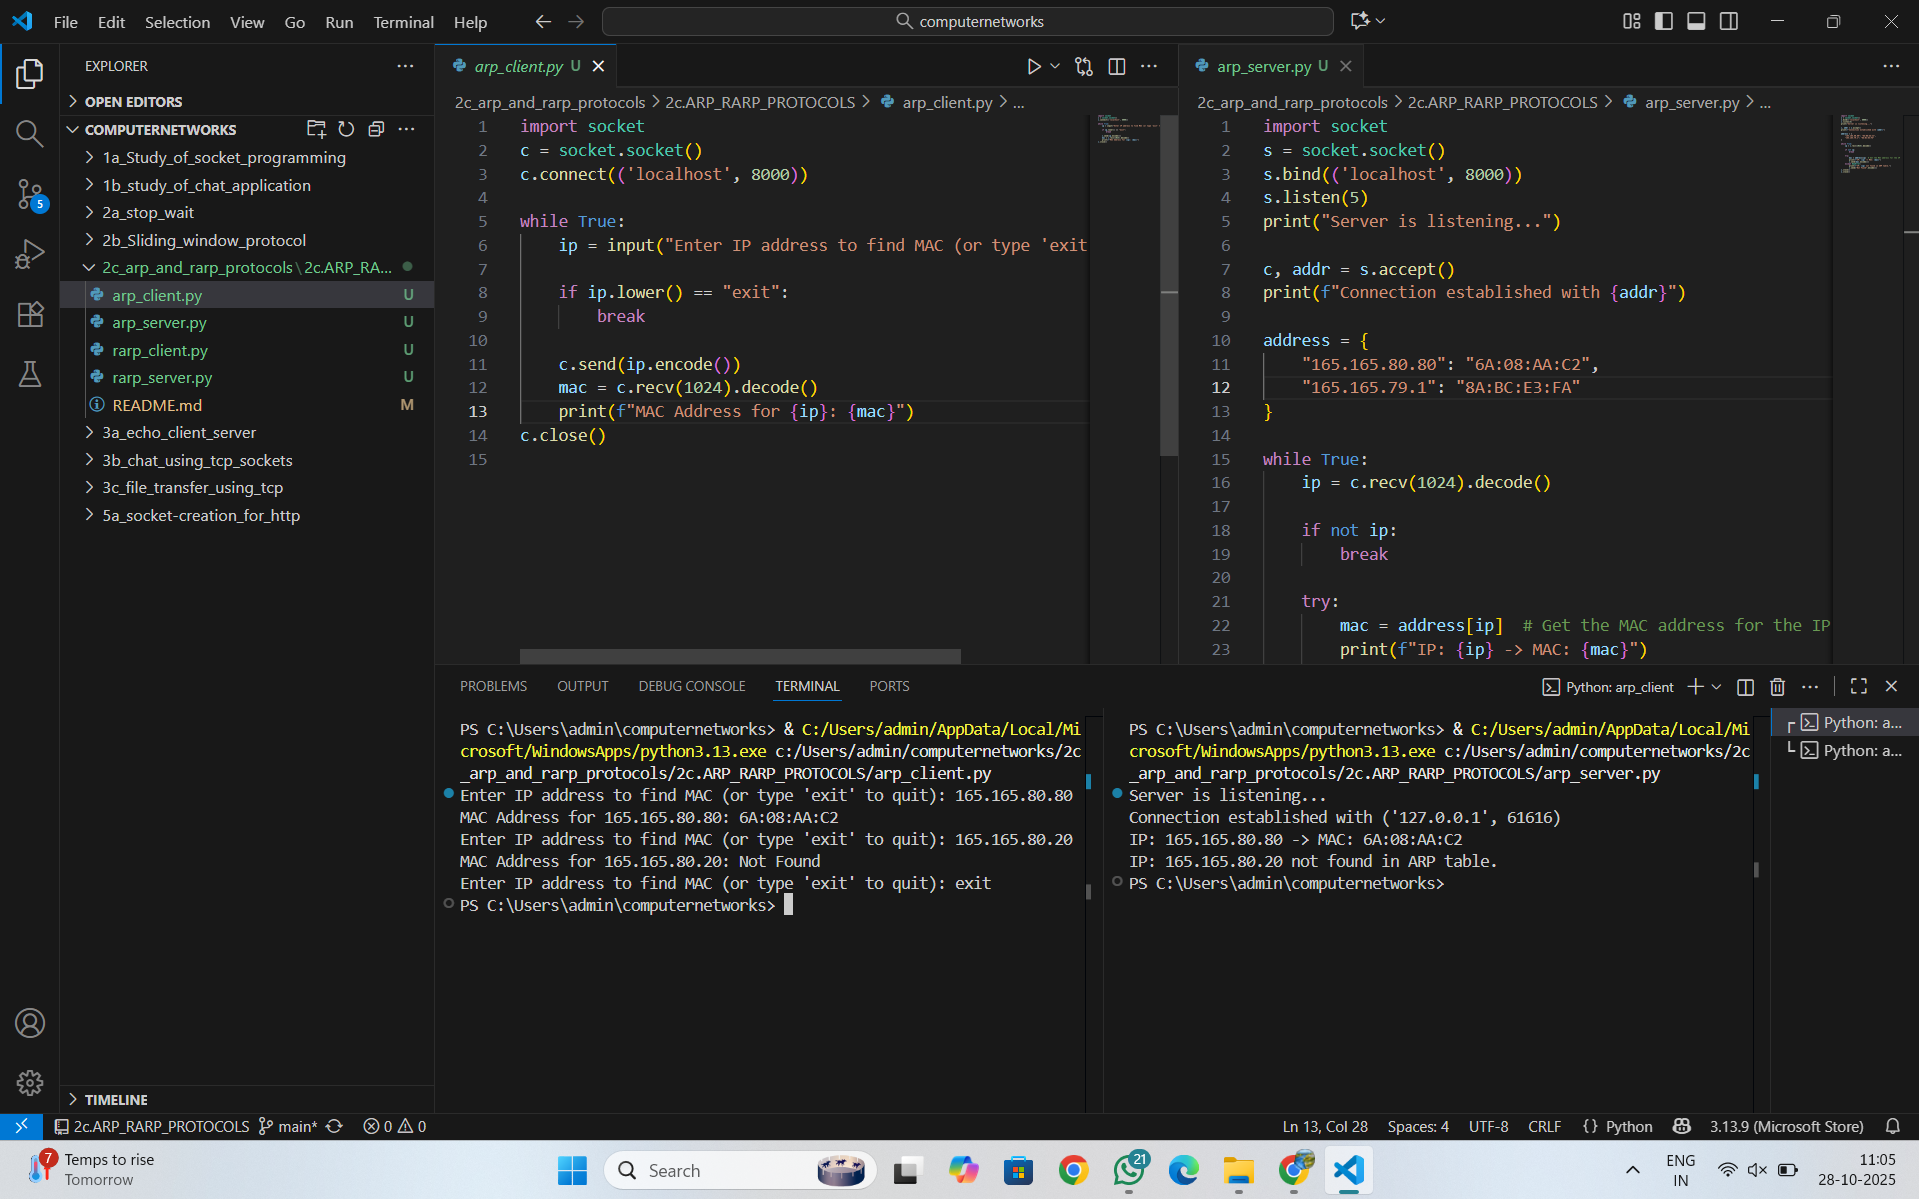 File Edit Selection View Go Run Terminal Help
computernetworks
EXPLORER
OPEN EDITORS
COMPUTERNETWORKS
1a_Study_of_socket_programming
1b_study_of_chat_application
2a_stop_wait
2b_Sliding_window_protocol
2c_arp_and_rarp_protocols\2c.ARP_RA...
arp_client.py U
arp_server.py U
rarp_client.py U
rarp_server.py U
README.md M
3a_echo_client_server
3b_chat_using_tcp_sockets
3c_file_transfer_using_tcp
5a_socket-creation_for_http
5
TIMELINE
arp_client.py U
2c_arp_and_rarp_protocols > 2c.ARP_RARP_PROTOCOLS > arp_client.py > ...
1 import socket
2 c = socket.socket()
3 c.connect(('localhost', 8000))
4
5 while True:
6 ip = input("Enter IP address to find MAC (or type 'exit
7
8 if ip.lower() == "exit":
9 break
10
11 c.send(ip.encode())
12 mac = c.recv(1024).decode()
13 print(f"MAC Address for {ip}: {mac}")
14 c.close()
15
arp_server.py U
2c_arp_and_rarp_protocols > 2c.ARP_RARP_PROTOCOLS > arp_server.py > ...
1 import socket
2 s = socket.socket()
3 s.bind(('localhost', 8000))
4 s.listen(5)
5 print("Server is listening...")
6
7 c, addr = s.accept()
8 print(f"Connection established with {addr}")
9
10 address = {
11 "165.165.80.80": "6A:08:AA:C2",
12 "165.165.79.1": "8A:BC:E3:FA"
13 }
14
15 while True:
16 ip = c.recv(1024).decode()
17
18 if not ip:
19 break
20
21 try:
22 mac = address[ip] # Get the MAC address for the IP
23 print(f"IP: {ip} -> MAC: {mac}")
PROBLEMS OUTPUT DEBUG CONSOLE TERMINAL PORTS
Python: arp_client
PS C:\Users\admin\computernetworks> & C:/Users/admin/AppData/Local/Mi
crosoft/WindowsApps/python3.13.exe c:/Users/admin/computernetworks/2c
_arp_and_rarp_protocols/2c.ARP_RARP_PROTOCOLS/arp_client.py
Enter IP address to find MAC (or type 'exit' to quit): 165.165.80.80
MAC Address for 165.165.80.80: 6A:08:AA:C2
Enter IP address to find MAC (or type 'exit' to quit): 165.165.80.20
MAC Address for 165.165.80.20: Not Found
Enter IP address to find MAC (or type 'exit' to quit): exit
PS C:\Users\admin\computernetworks>
PS C:\Users\admin\computernetworks> & C:/Users/admin/AppData/Local/Mi
crosoft/WindowsApps/python3.13.exe c:/Users/admin/computernetworks/2c
_arp_and_rarp_protocols/2c.ARP_RARP_PROTOCOLS/arp_server.py
Server is listening...
Connection established with ('127.0.0.1', 61616)
IP: 165.165.80.80 -> MAC: 6A:08:AA:C2
IP: 165.165.80.20 not found in ARP table.
PS C:\Users\admin\computernetworks>
Python: a...
Python: a...
2c.ARP_RARP_PROTOCOLS main* 0 0
Ln 13, Col 28 Spaces: 4 UTF-8 CRLF {} Python 3.13.9 (Microsoft Store)
7
Temps to rise
Tomorrow
Search
21
ENG
IN
11:05
28-10-2025